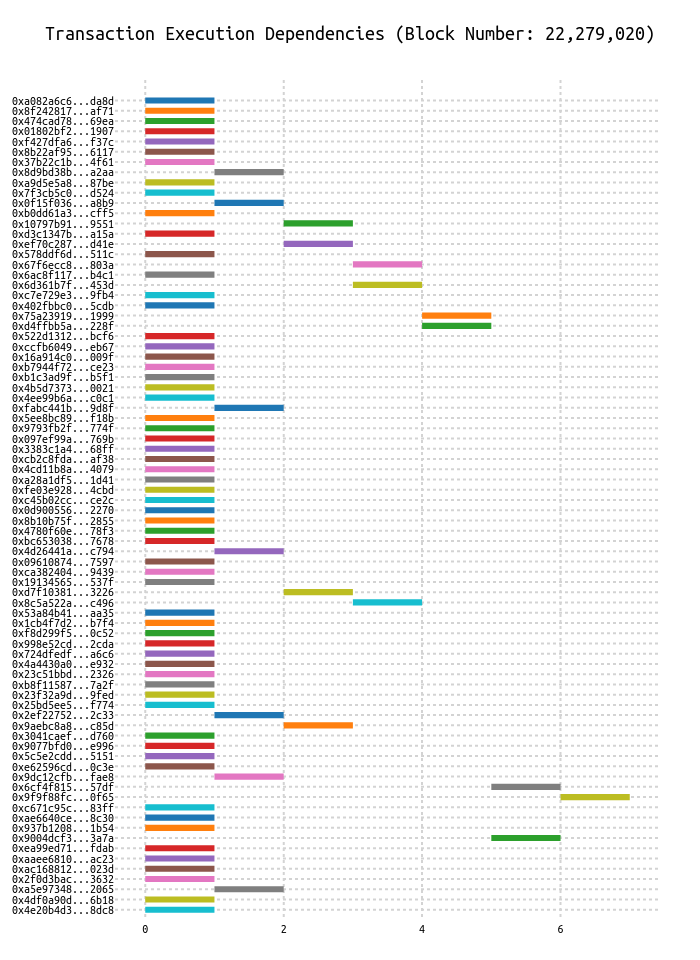 Transaction Execution Dependencies (Block Number: 22,279,020)
0xa082a6c6...da8d
0x8f242817...af71
0x474cad78...69ea
0x01802bf2...1907
0xf427dfa6...f37c
0x8b22af95...6117
0x37b22c1b...4f61
0x8d9bd38b...a2aa
0xa9d5e5a8...87be
0x7f3cb5c0...d524
0x0f15f036...a8b9
0xb0dd61a3...cff5
0x10797b91...9551
0xd3c1347b...a15a
0xef70c287...d41e
0x578ddf6d...511c
0x67f6ecc8...803a
0x6ac8f117...b4c1
0x6d361b7f...453d
0xc7e729e3...9fb4
0x402fbbc0...5cdb
0x75a23919...1999
0xd4ffbb5a...228f
0x522d1312...bcf6
0xccfb6049...eb67
0x16a914c0...009f
0xb7944f72...ce23
0xb1c3ad9f...b5f1
0x4b5d7373...0021
0x4ee99b6a...c0c1
0xfabc441b...9d8f
0x5ee8bc89...f18b
0x9793fb2f...774f
0x097ef99a...769b
0x3383c1a4...68ff
0xcb2c8fda...af38
0x4cd11b8a...4079
0xa28a1df5...1d41
0xfe03e928...4cbd
0xc45b02cc...ce2c
0x0d900556...2270
0x8b10b75f...2855
0x4780f60e...78f3
0xbc653038...7678
0x4d26441a...c794
0x09610874...7597
0xca382404...9439
0x19134565...537f
0xd7f10381...3226
0x8c5a522a...c496
0x53a84b41...aa35
0x1cb4f7d2...b7f4
0xf8d299f5...0c52
0x998e52cd...2cda
0x724dfedf...a6c6
0x4a4430a0...e932
0x23c51bbd...2326
0xb8f11587...7a2f
0x23f32a9d...9fed
0x25bd5ee5...f774
0x2ef22752...2c33
0x9aebc8a8...c85d
0x3041caef...d760
0x9077bfd0...e996
0x5c5e2cdd...5151
0xe62596cd...0c3e
0x9dc12cfb...fae8
0x6cf4f815...57df
0x9f9f88fc...0f65
0xc671c95c...83ff
0xae6640ce...8c30
0x937b1208...1b54
0x9004dcf3...3a7a
0xea99ed71...fdab
0xaaee6810...ac23
0xac168812...023d
0x2f0d3bac...3632
0xa5e97348...2065
0x4df0a90d...6b18
0x4e20b4d3...8dc8
0 2 4 6